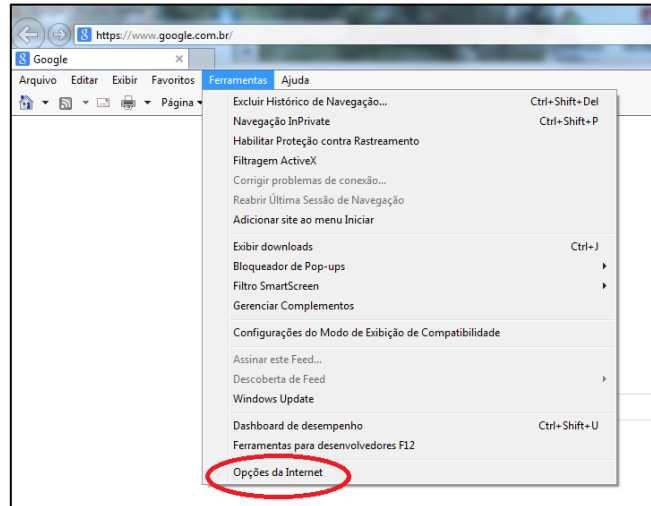 https://www.google.com.br/
Google
Arquivo Editar Exibir Favoritos Ferramentas Ajuda
Página
Excluir Histórico de Navegação... Ctrl+Shift+Del
Navegação InPrivate Ctrl+Shift+P
Habilitar Proteção contra Rastreamento
Filtragem ActiveX
Corrigir problemas de conexão...
Reabrir Última Sessão de Navegação
Adicionar site ao menu Iniciar
Exibir downloads Ctrl+J
Bloqueador de Pop-ups
Filtro SmartScreen
Gerenciar Complementos
Configurações do Modo de Exibição de Compatibilidade
Assinar este Feed...
Descoberta de Feed
Windows Update
Dashboard de desempenho Ctrl+Shift+U
Ferramentas para desenvolvedores F12
Opções da Internet